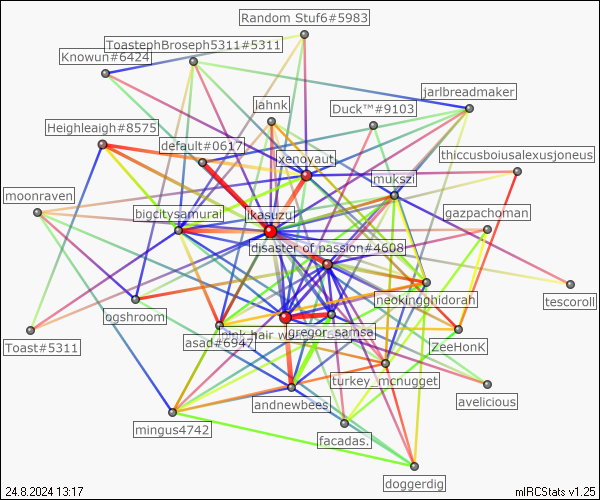 Random Stuf6#5983
ToastephBroseph5311#5311
Knowun#6424
jarlbreadmaker
lahnk
Duck™#9103
Heighleigh#8575
default#0617
xenoyaut
thiccusboiusalexusjoneus
mukszi
moonraven
bigcitysamurai
ikasuzu
gazpachoman
disaster of passion#4608
tescoroll
neokingghidorah
ogshroom
pink hair w
gregor_samsa
Toast#5311
asad#6947
ZeeHonK
turkey_mcnugget
avelicious
andnewbees
mingus4742
facadas.
doggerdig
24.8.2024 13:17
mIRCStats v1.25